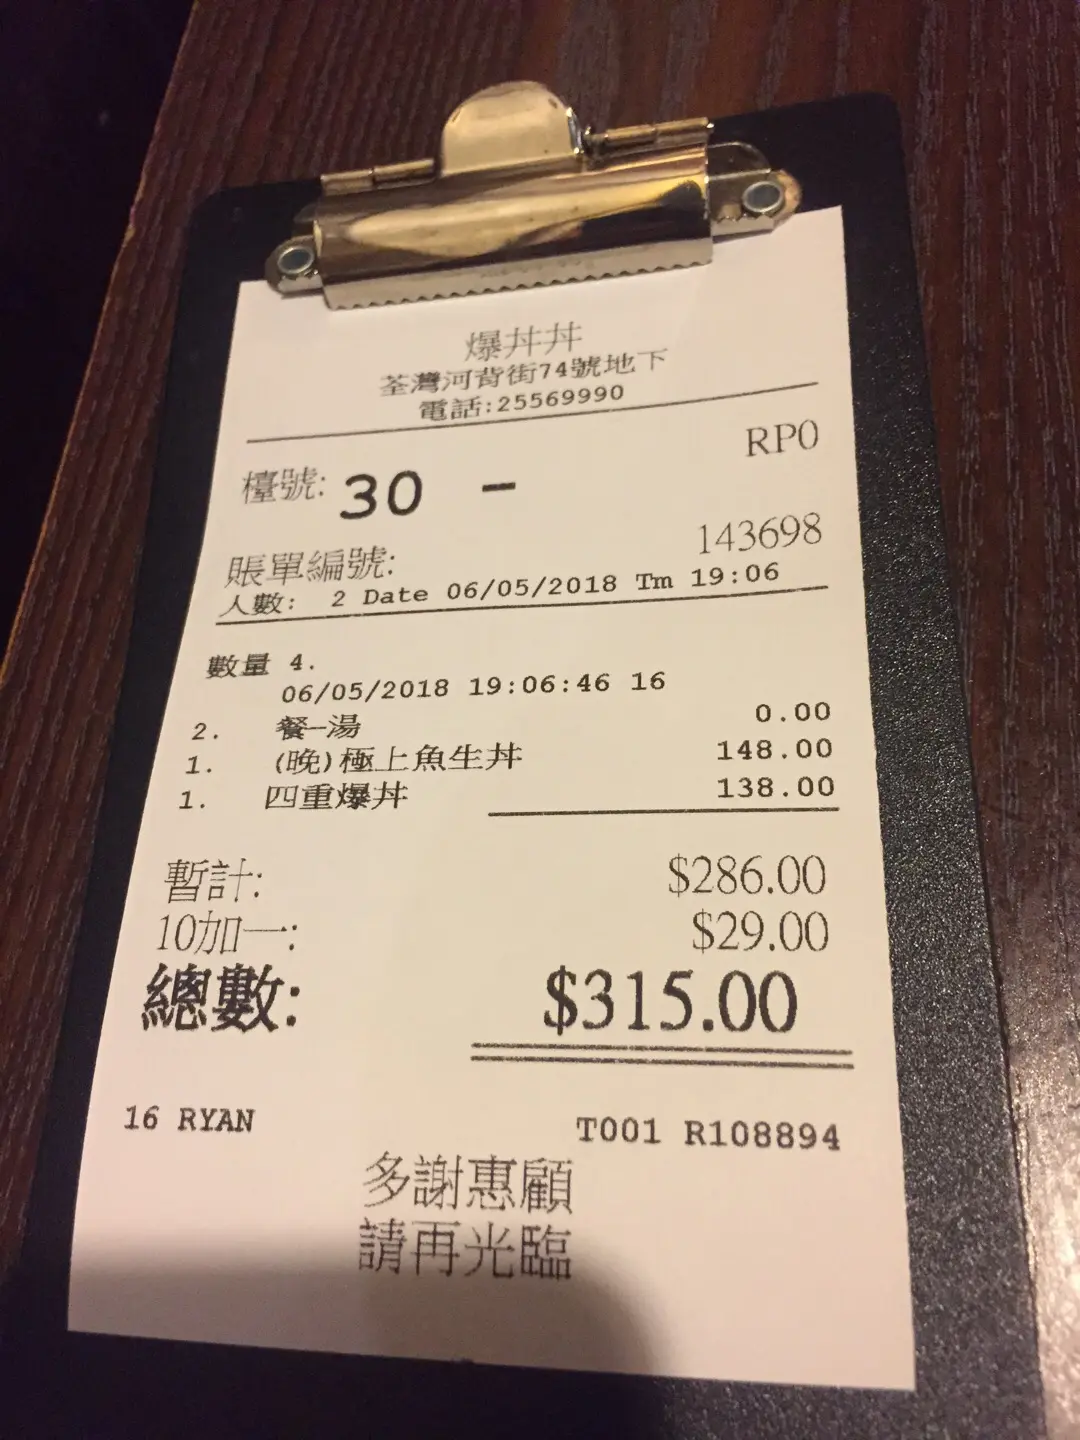 爆丼丼
荃灣河背街74號地下
電話:25569990
RP0
檯號: 30 -
賬單編號: 143698
人數: 2 Date 06/05/2018 Tm 19:06
數量 4.
06/05/2018 19:06:46 16
2. 餐—湯 0.00
1. (晚)極上魚生丼 148.00
1. 四重爆丼 138.00
暫計: $286.00
10加一: $29.00
總數: $315.00
16 RYAN T001 R108894
多謝惠顧
請再光臨